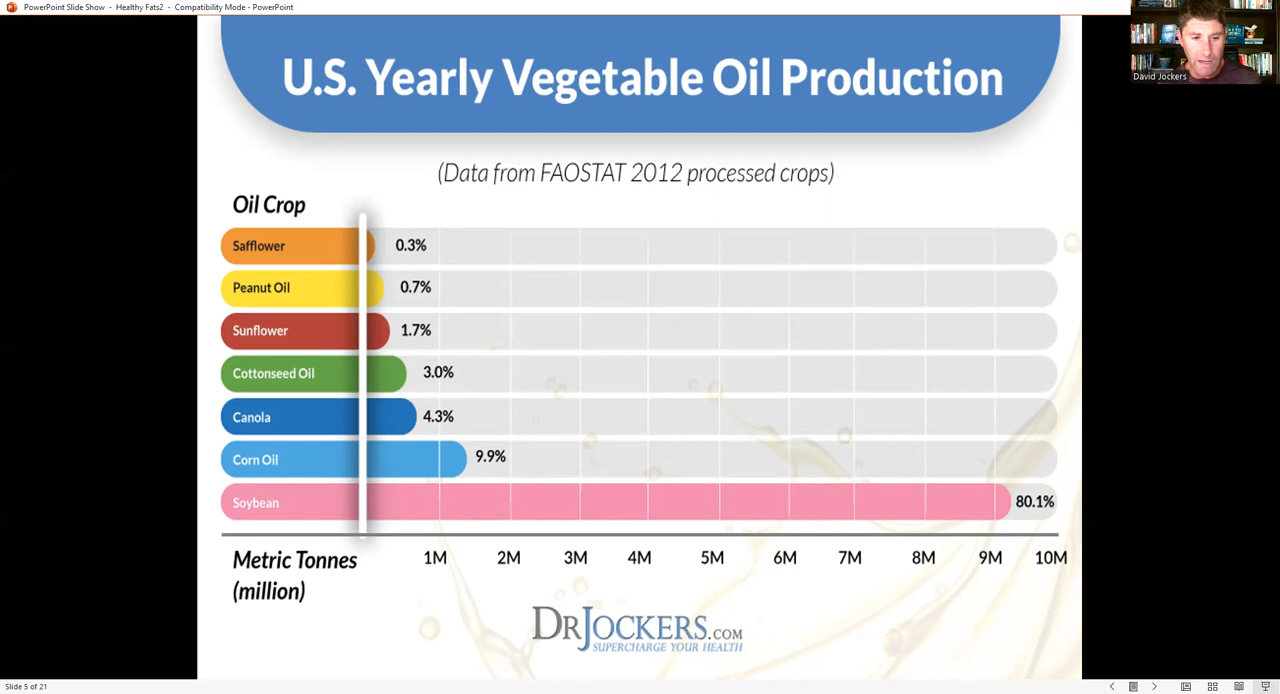 PowerPoint Slide Show - Healthy Fats2 - Compatibility Mode - PowerPoint
David Jockers
U.S. Yearly Vegetable Oil Production
(Data from FAOSTAT 2012 processed crops)
Oil Crop
Safflower 0.3%
Peanut Oil 0.7%
Sunflower 1.7%
Cottonseed Oil 3.0%
Canola 4.3%
Corn Oil 9.9%
Soybean 80.1%
Metric Tonnes 1M 2M 3M 4M 5M 6M 7M 8M 9M 10M
(million)
DRJOCKERS.COM
SUPERCHARGE YOUR HEALTH
Slide 5 of 21